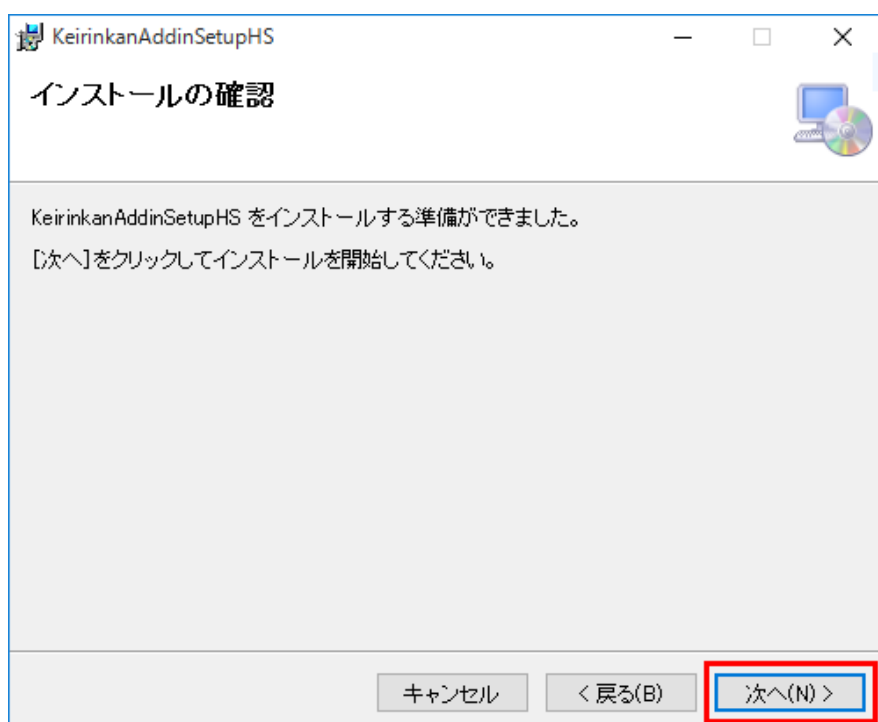 KeirinkanAddinSetupHS
インストールの確認
KeirinkanAddinSetupHS をインストールする準備ができました。
[次へ]をクリックしてインストールを開始してください。
キャンセル
< 戻る(B)
次へ(N) >